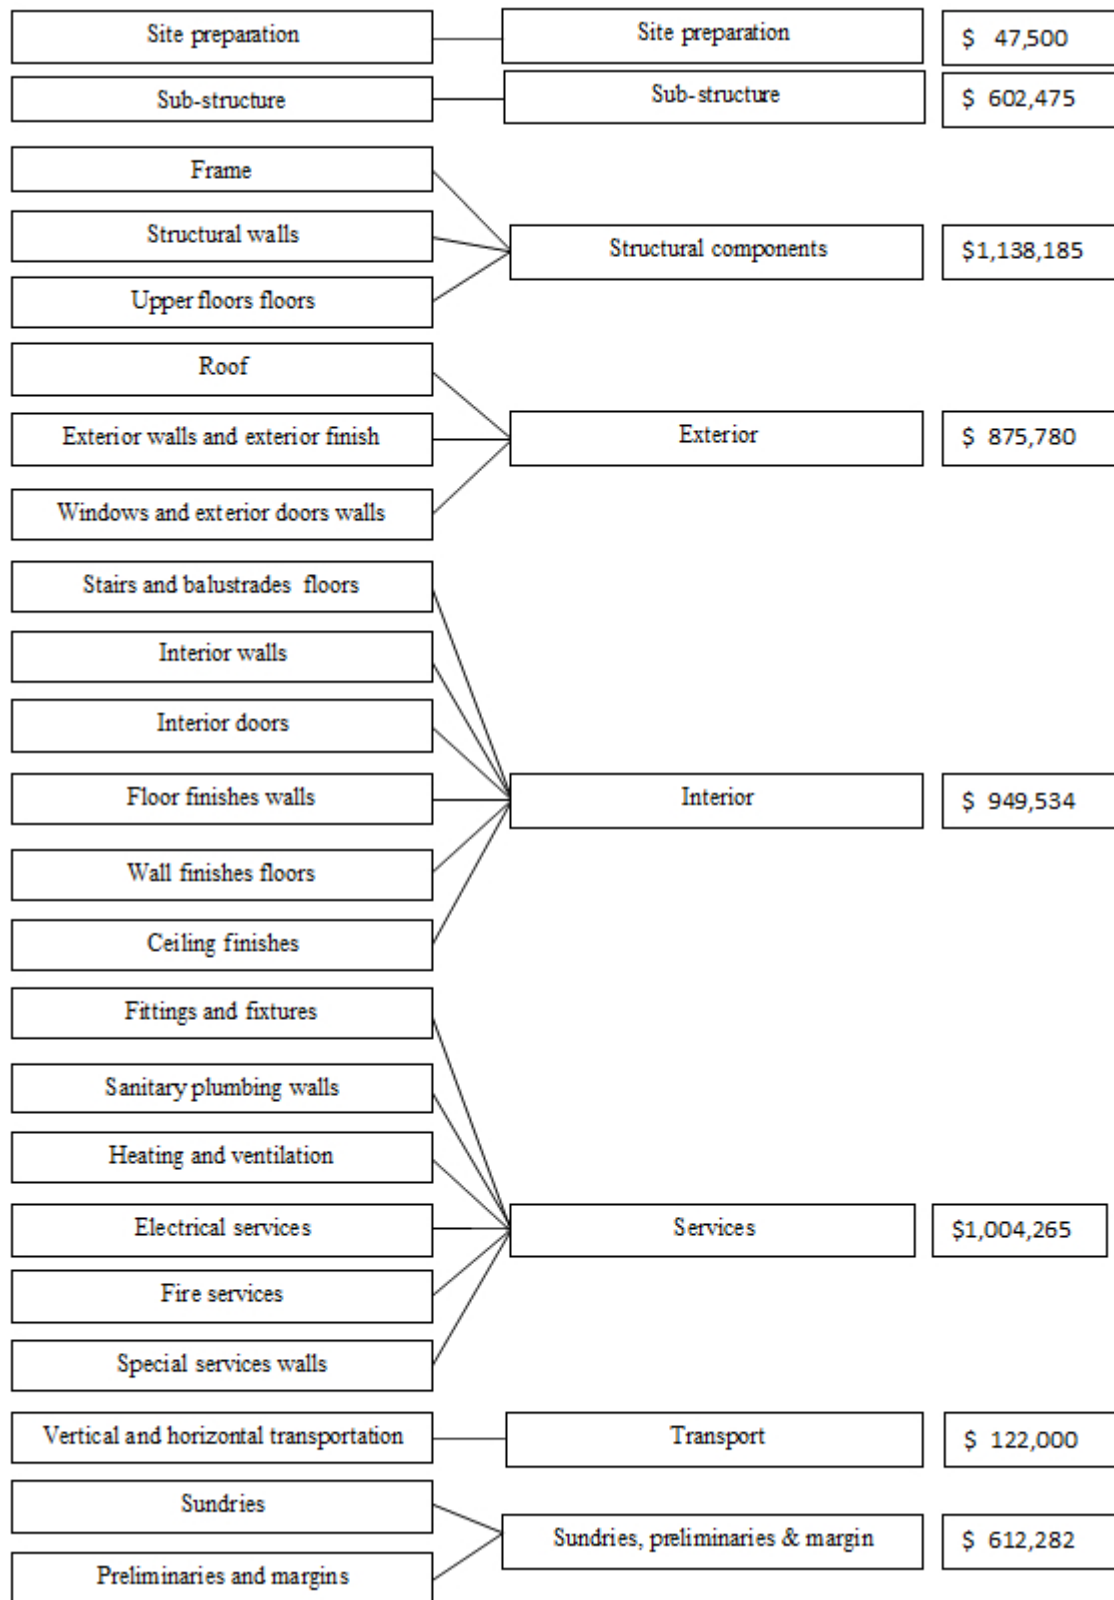 Site preparation
Site preparation
$ 47,500
Sub-structure
Sub-structure
$ 602,475
Frame
Structural walls
Structural components
$1,138,185
Upper floors floors
Roof
Exterior walls and exterior finish
Exterior
$ 875,780
Windows and exterior doors walls
Stairs and balustrades floors
Interior walls
Interior doors
Floor finishes walls
Interior
$ 949,534
Wall finishes floors
Ceiling finishes
Fittings and fixtures
Sanitary plumbing walls
Heating and ventilation
Electrical services
Services
$1,004,265
Fire services
Special services walls
Vertical and horizontal transportation
Transport
$ 122,000
Sundries
Sundries, preliminaries & margin
$ 612,282
Preliminaries and margins